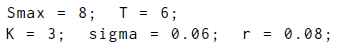 Smax = 8;  T = 6;
K = 3;  sigma = 0.06;  r = 0.08;